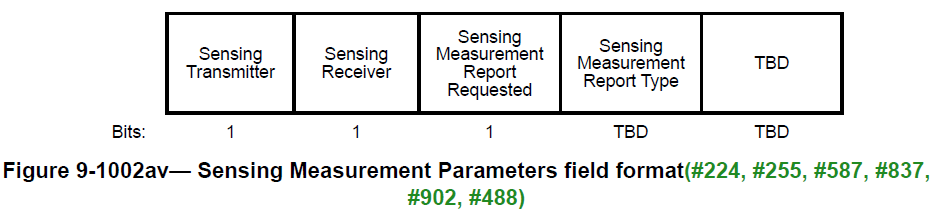 Sensing
Transmitter
Sensing
Receiver
Sensing
Measurement
Report
Requested
Sensing
Measurement
Report Type
TBD
Bits: 1 1 1 TBD TBD
Figure 9-1002av— Sensing Measurement Parameters field format(#224, #255, #587, #837,
#902, #488)